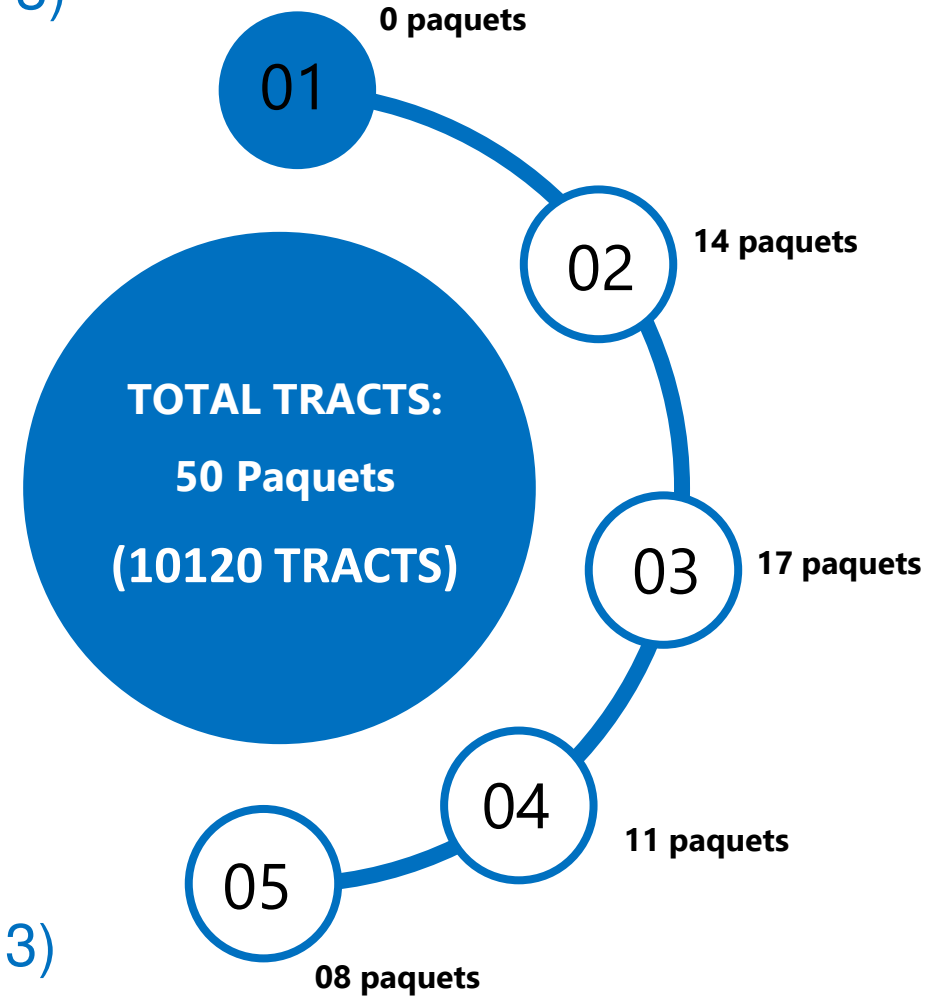 0 paquets
01
02
14 paquets
TOTAL TRACTS:
50 Paquets
(10120 TRACTS)
03
17 paquets
04
11 paquets
05
3)
08 paquets